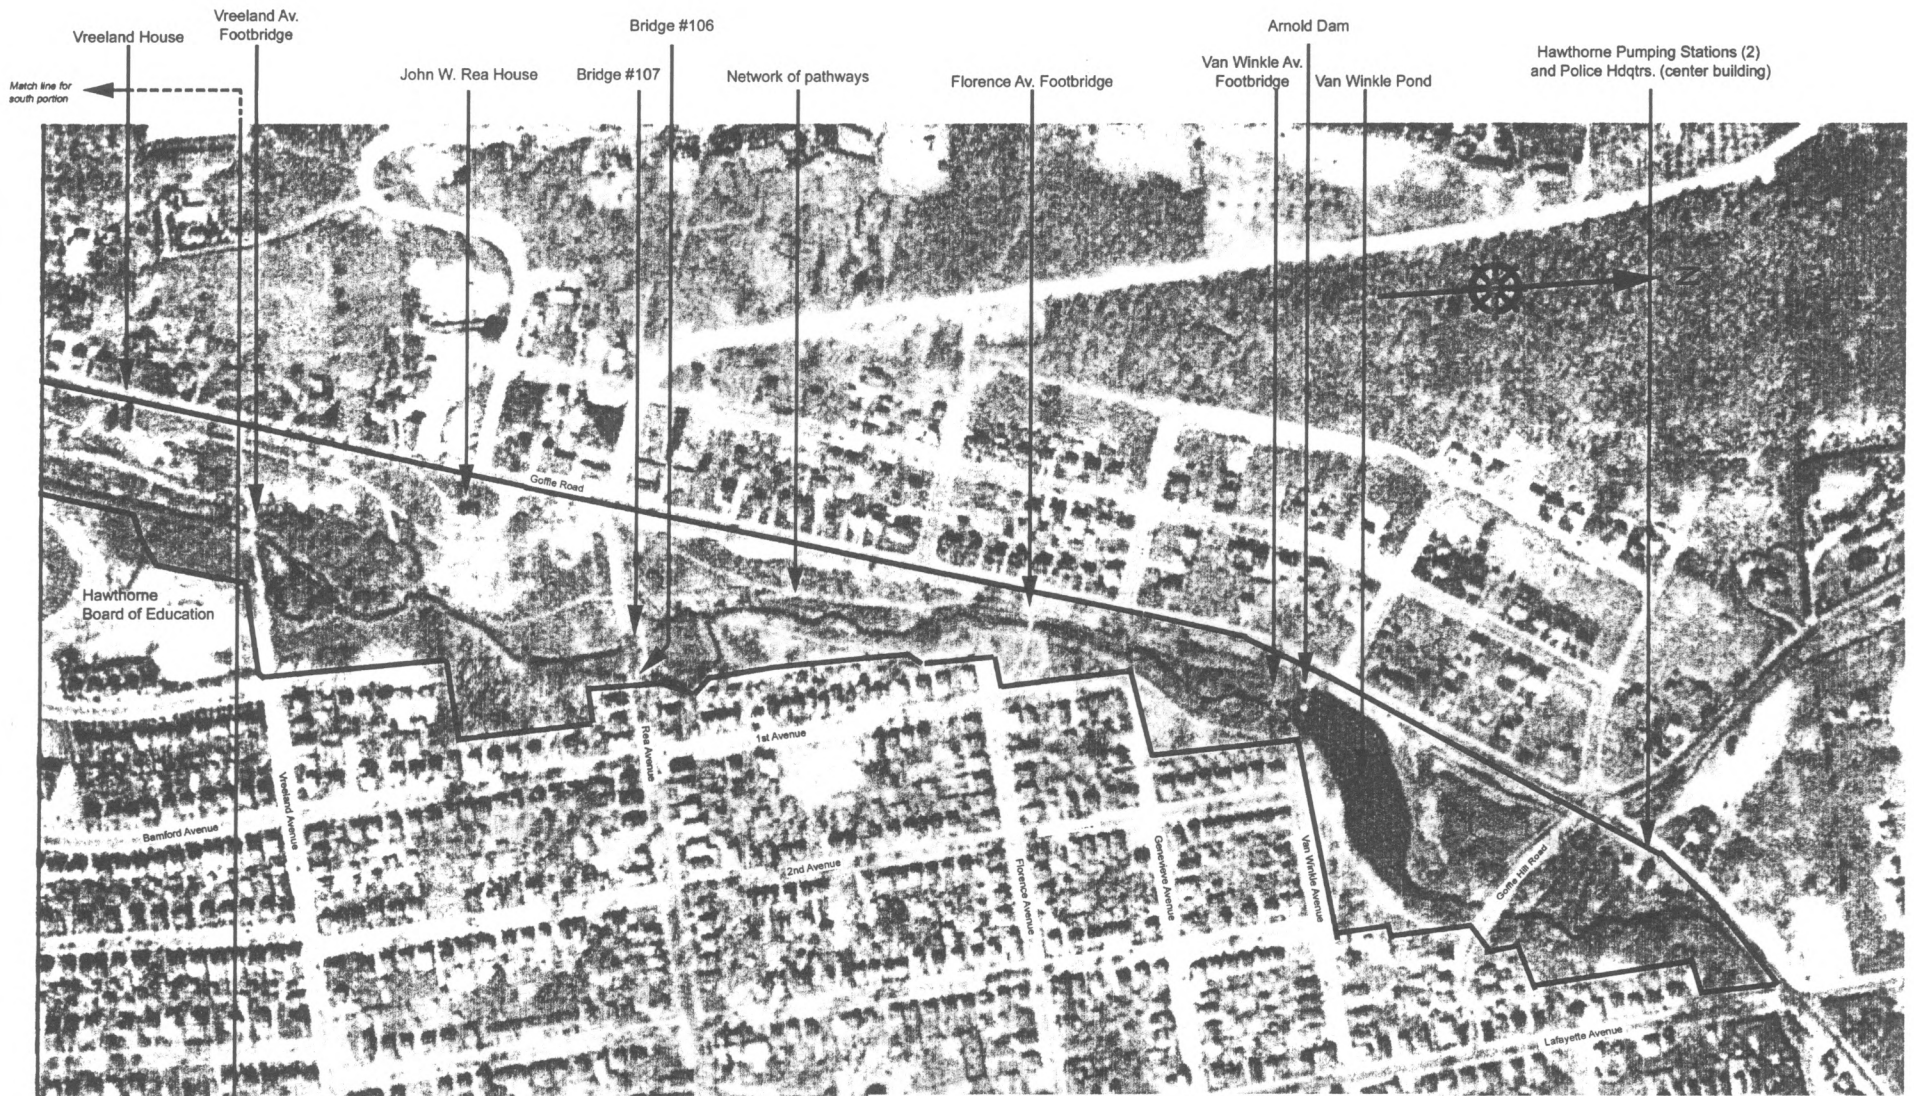 Vreeland Av.
Footbridge
Vreeland House
Bridge #106
Arnold Dam
Hawthorne Pumping Stations (2)
and Police Hdqtrs. (center building)
John W. Rea House
Bridge #107
Network of pathways
Florence Av. Footbridge
Van Winkle Av.
Footbridge
Van Winkle Pond
Match line for
south portion
N
Goffle Road
Hawthorne
Board of Education
1st Avenue
Rea Avenue
Vreeland Avenue
Bamford Avenue
2nd Avenue
Florence Avenue
Genevieve Avenue
Van Winkle Avenue
Goffle Hill Road
Lafayette Avenue